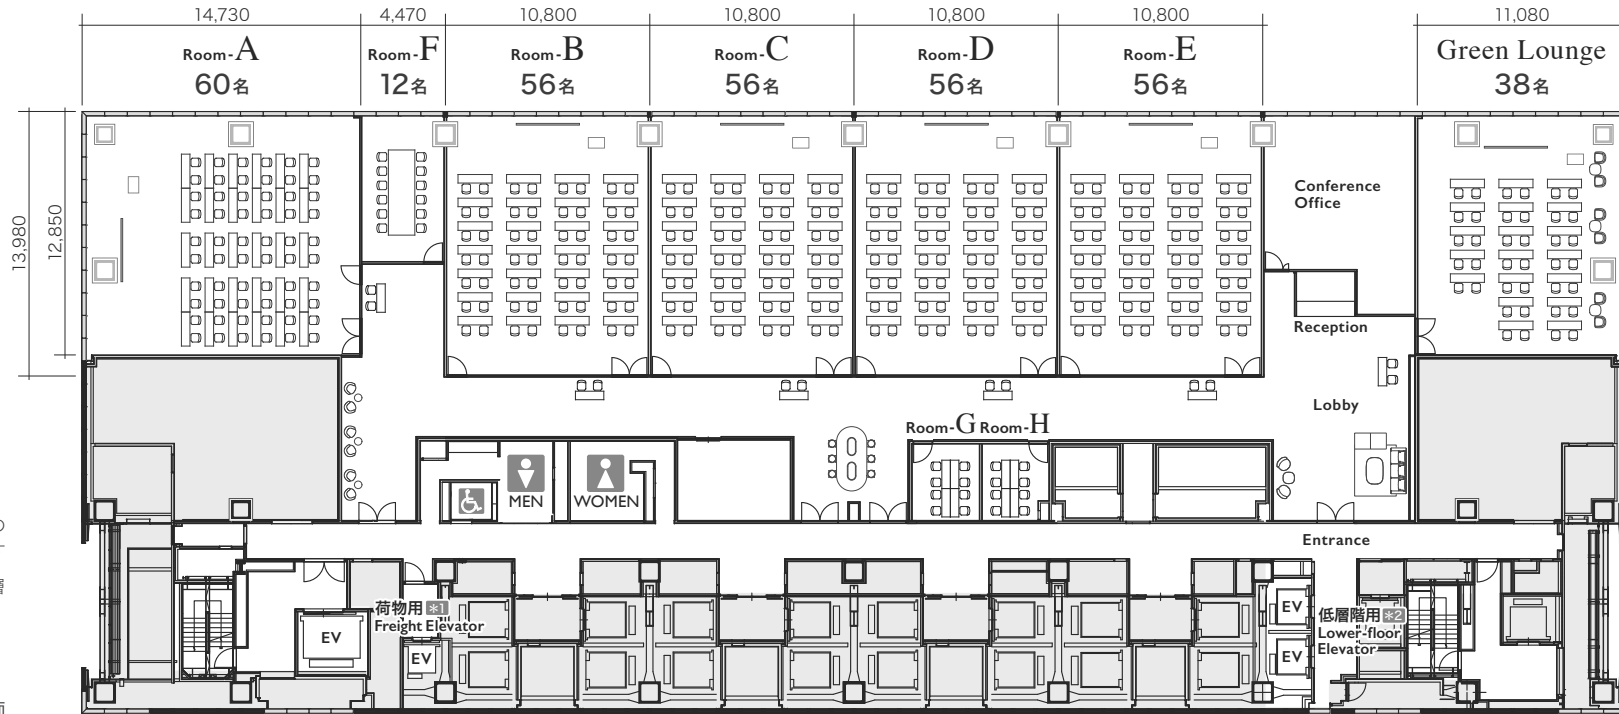 14,730
4,470
10,800
10,800
10,800
10,800
11,080
Room-A
Room-F
Room-B
Room-C
Room-D
Room-E
Green Lounge
60名
12名
56名
56名
56名
56名
38名
13,980
12,850
Conference
Office
Reception
Lobby
Room-G Room-H
MEN
WOMEN
Entrance
荷物用 *1
Freight Elevator
EV
EV
EV
EV
低層階用 *2
Lower-floor
Elevator